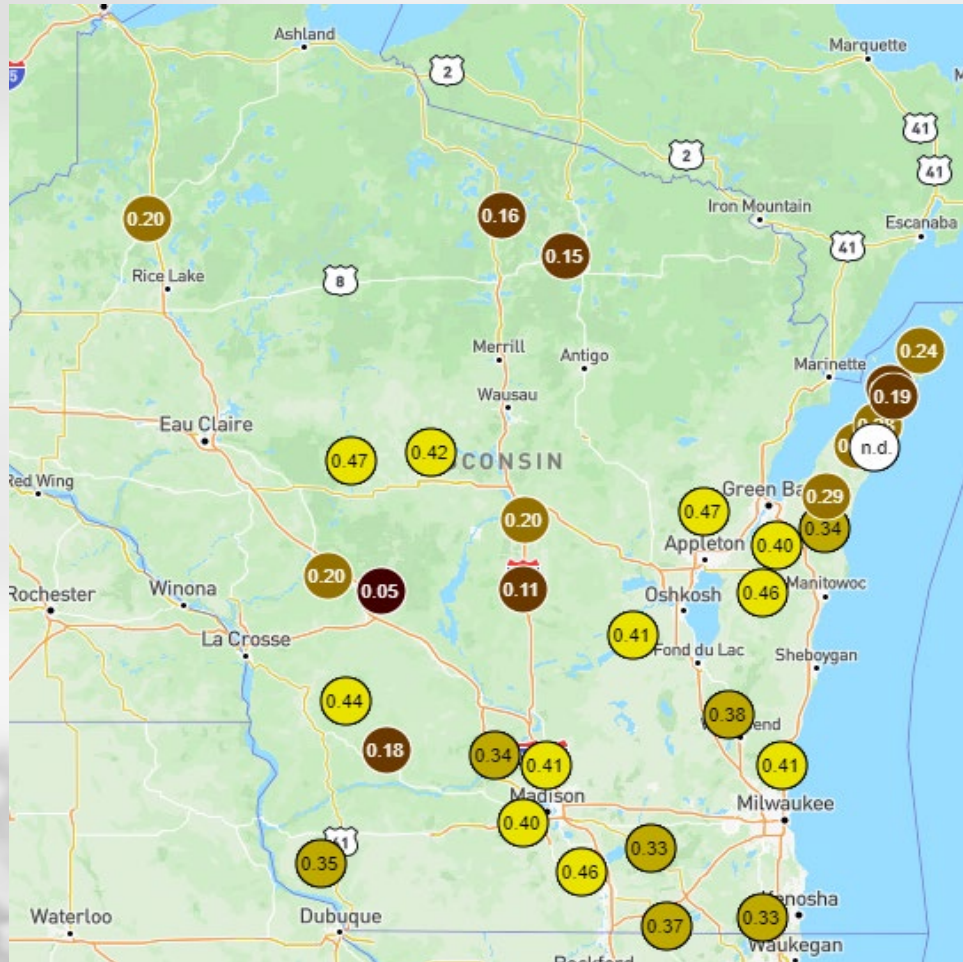 Ashland
Marquette
2
41
2
41
0.20
0.16
Iron Mountain
Escanaba
0.15
41
Rice Lake
8
Merrill
0.24
Antigo
Marinette
0.19
Wausau
Eau Claire
0.42
n.d.
0.47
CONSIN
Red Wing
0.29
Green Ba
0.47
0.20
0.34
Appleton
0.40
0.20
Manitowoc
Winona
0.05
0.11
0.46
Rochester
Oshkosh
0.41
La Crosse
Fond du Lac
Sheboygan
0.44
0.38
end
0.18
0.34
0.41
0.41
Madison
Milwaukee
0.40
0.33
0.35
0.46
Kenosha
Waterloo
Dubuque
0.37
0.33
Waukegan